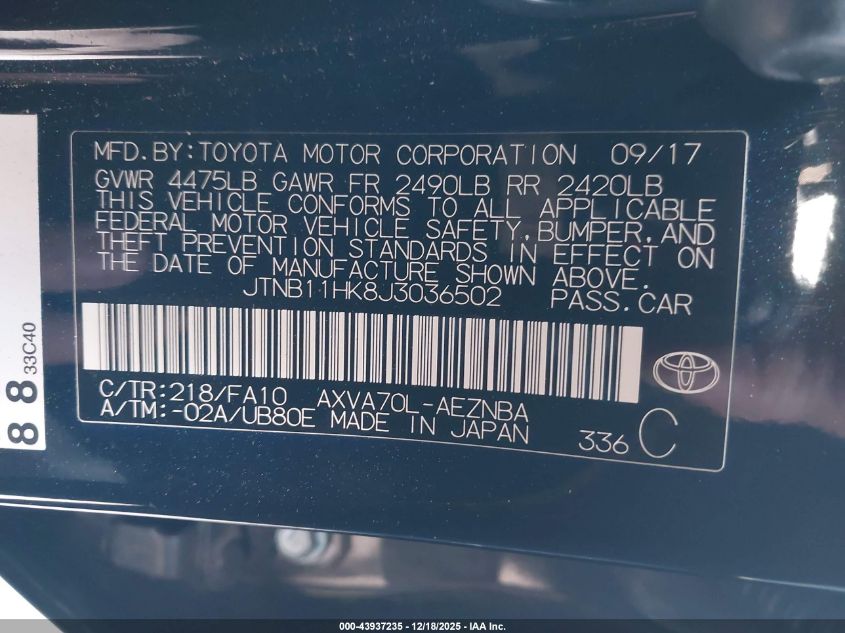 MFD.BY:TOYOTA MOTOR CORPORATION 09/17
GVWR 4475LB GAWR FR 2490LB RR 2420LB
THIS VEHICLE CONFORMS TO ALL APPLICABLE
FEDERAL MOTOR VEHICLE SAFETY, BUMPER, AND
THEFT PREVENTION STANDARDS IN EFFECT ON
THE DATE OF MANUFACTURE SHOWN ABOVE.
JTNB11HK8J3036502 PASS.CAR
C/TR:218/FA10 AXVA70L-AEZNBA
A/TM:-02A/UB80E MADE IN JAPAN
336 C
88
33C40
000-43937235 - 12/18/2025 - IAA Inc.